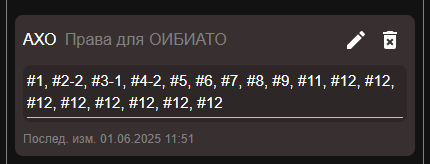 АХО Права для ОИБИАТО
#1, #2-2, #3-1, #4-2, #5, #6, #7, #8, #9, #11, #12, #12,
#12, #12, #12, #12, #12, #12
Послед. изм. 01.06.2025 11:51